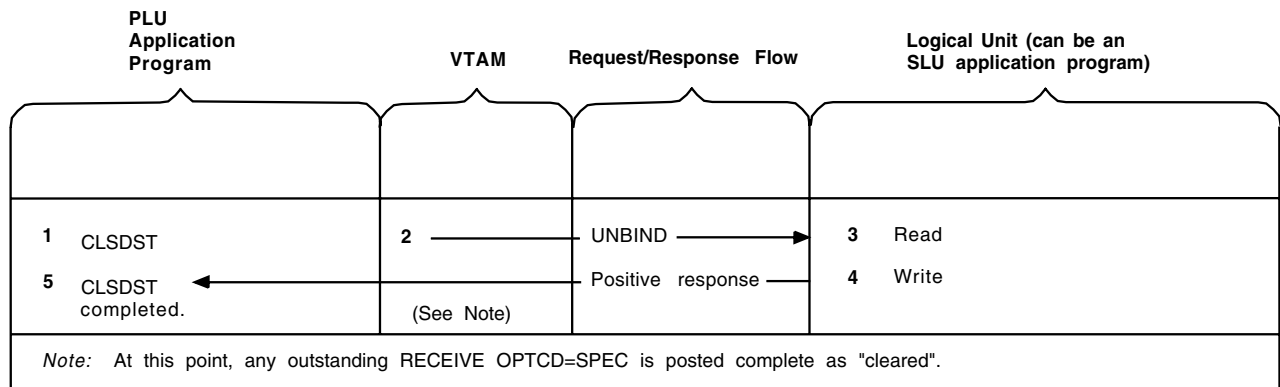 PLU
Application
Program
VTAM
Request/Response Flow
Logical Unit (can be an
SLU application program)
1 CLSDST
2
UNBIND
3 Read
5 CLSDST
completed.
(See Note)
Positive response
4 Write
Note: At this point, any outstanding RECEIVE OPTCD=SPEC is posted complete as "cleared".